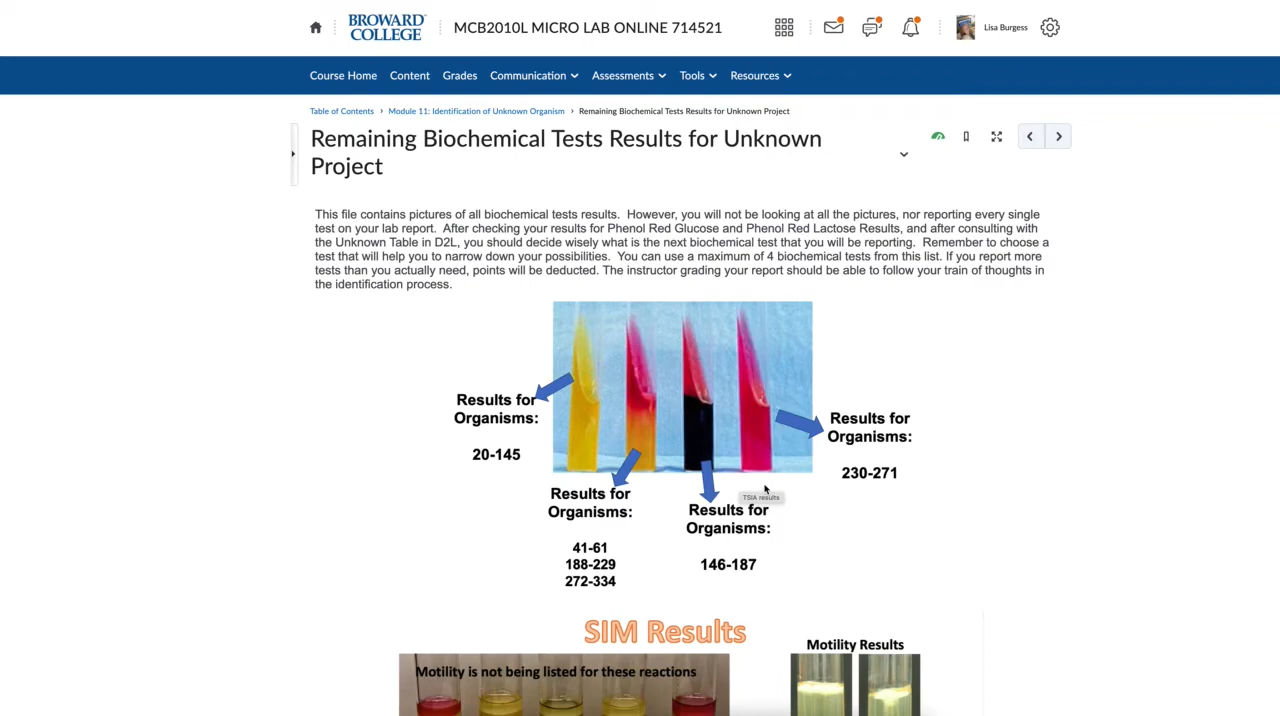 BROWARD
COLLEGE
MCB2010L MICRO LAB ONLINE 714521
Lisa Burgess
Course Home Content Grades Communication Assessments Tools Resources
Table of Contents › Module 11: Identification of Unknown Organism › Remaining Biochemical Tests Results for Unknown Project
Remaining Biochemical Tests Results for Unknown
Project
This file contains pictures of all biochemical tests results. However, you will not be looking at all the pictures, nor reporting every single
test on your lab report. After checking your results for Phenol Red Glucose and Phenol Red Lactose Results, and after consulting with
the Unknown Table in D2L, you should decide wisely what is the next biochemical test that you will be reporting. Remember to choose a
test that will help you to narrow down your possibilities. You can use a maximum of 4 biochemical tests from this list. If you report more
tests than you actually need, points will be deducted. The instructor grading your report should be able to follow your train of thoughts in
the identification process.
Results for
Organisms:
20-145
Results for
Organisms:
41-61
188-229
272-334
TSIA results
Results for
Organisms:
146-187
Results for
Organisms:
230-271
SIM Results
Motility is not being listed for these reactions
Motility Results